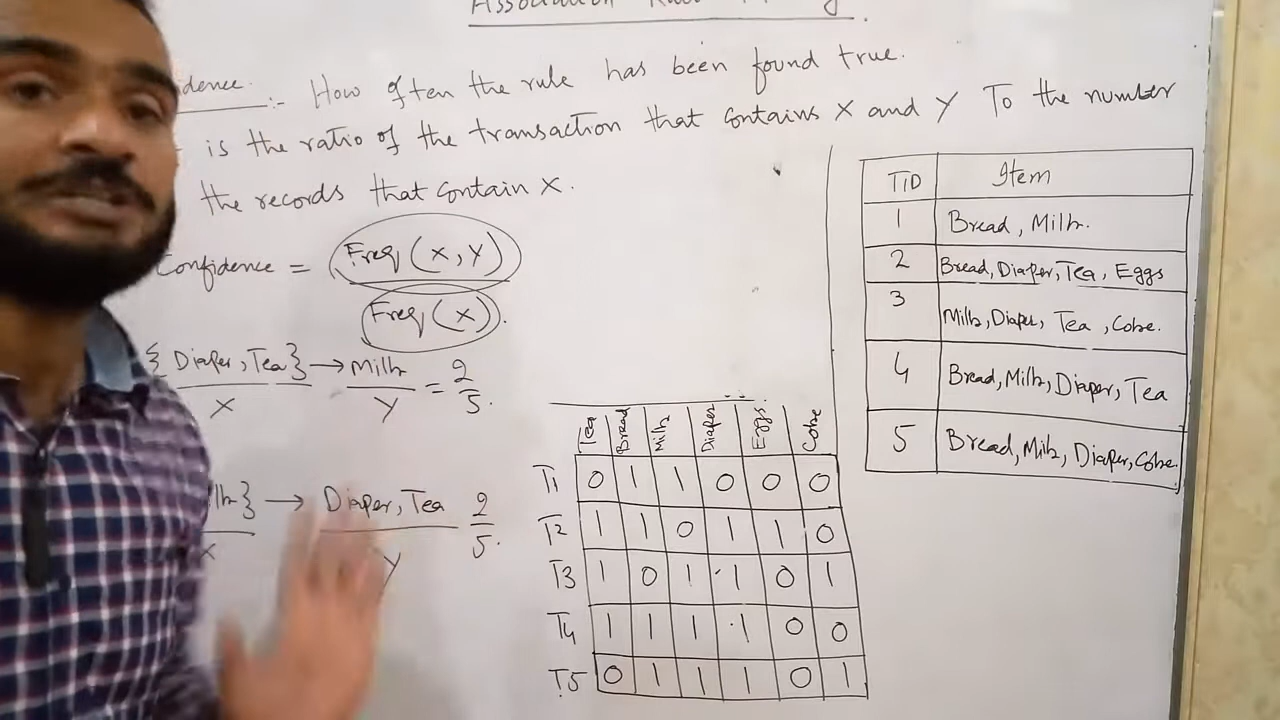 dence :- How often the rule has been found true.
is the ratio of the transaction that contains X and Y To the number
the records that contain X.
Confidence = Freq (X, Y)
Freq (X).
{ Diaper, Tea} → Milk = 2
X Y 5.
lk} → Diaper, Tea 2
X Y 5.
TID Item
1 Bread, Milk.
2 Bread, Diaper, Tea, Eggs
3 Milk, Diaper, Tea, Coke.
4 Bread, Milk, Diaper, Tea
5 Bread, Milk, Diaper, Coke.
Tea Bread Milk Diaper Eggs Coke
T1 0 1 1 0 0 0
T2 1 1 0 1 1 0
T3 1 0 1 1 0 1
T4 1 1 1 1 0 0
T5 0 1 1 1 0 1